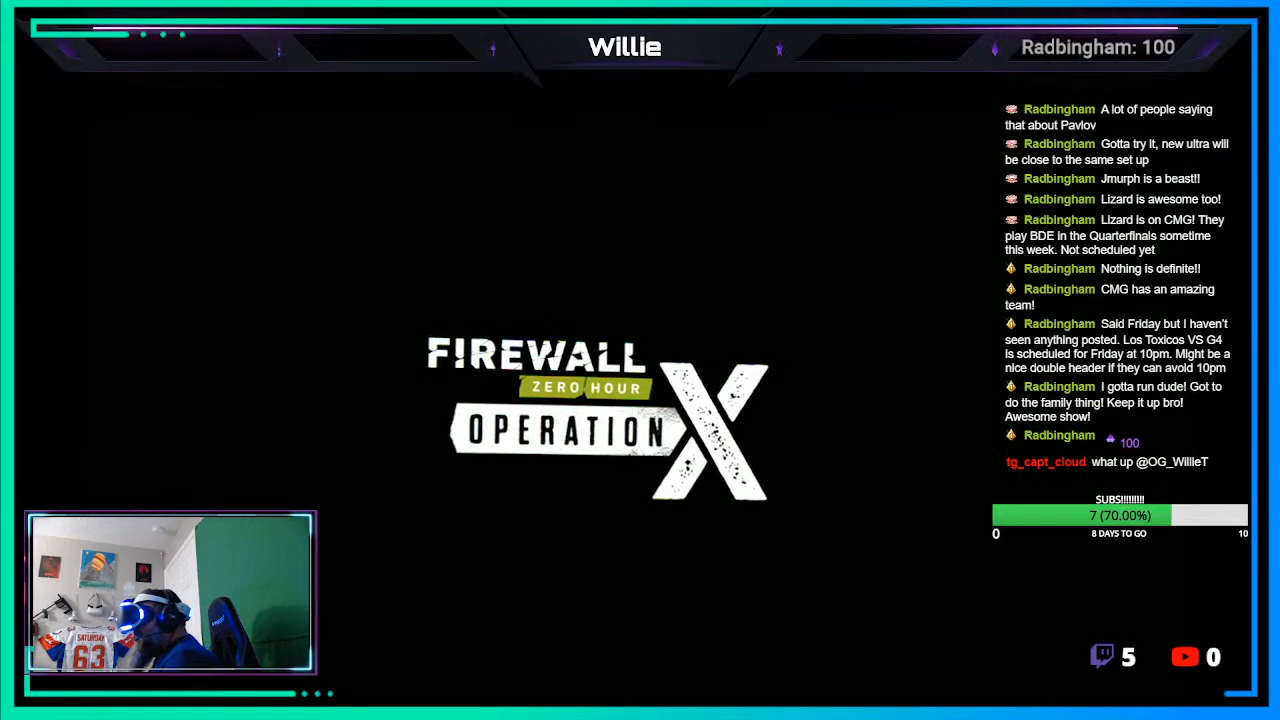 Willie
Radbingham: 100
Radbingham A lot of people saying
that about Pavlov
Radbingham Gotta try it, new ultra will
be close to the same set up
Radbingham Jmurph is a beast!!
Radbingham Lizard is awesome too!
Radbingham Lizard is on CMG! They
play BDE in the Quarterfinals sometime
this week. Not scheduled yet
Radbingham Nothing is definite!!
Radbingham CMG has an amazing
team!
Radbingham Said Friday but I haven't
seen anything posted. Los Toxicos VS G4
is scheduled for Friday at 10pm. Might be a
nice double header if they can avoid 10pm
Radbingham I gotta run dude! Got to
do the family thing! Keep it up bro!
Awesome show!
Radbingham 100
tg_capt_cloud what up @OG_WillieT
FIREWALL
ZERO HOUR
OPERATION X
SUBS!!!!!!!!!
7 (70.00%)
0 8 DAYS TO GO 10
SATURDAY
63
5 0